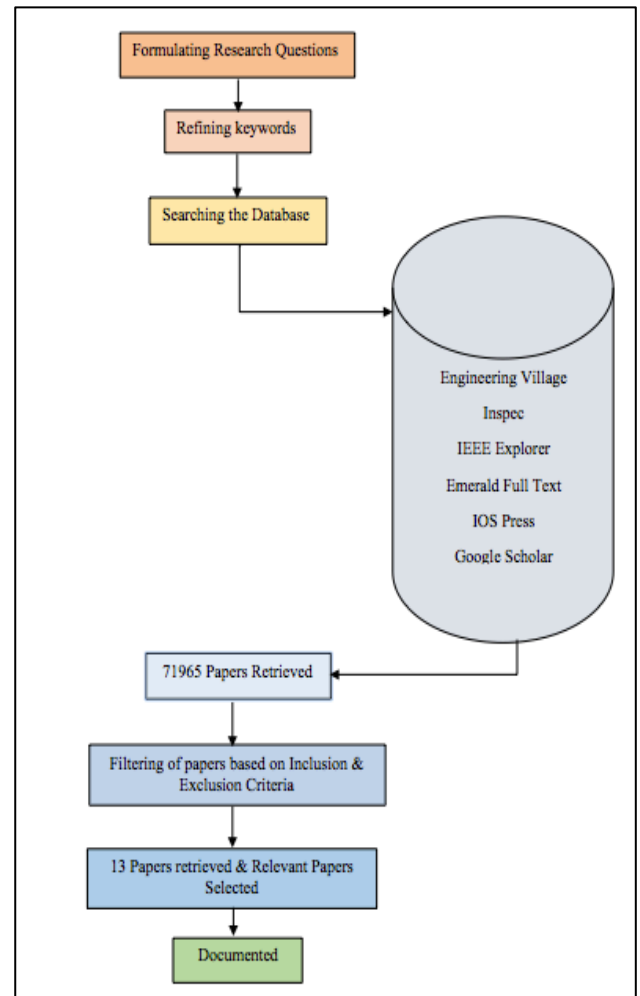 Formulating Research Questions
Refining keywords
Searching the Database
Engineering Village
Inspec
IEEE Explorer
Emerald Full Text
IOS Press
Google Scholar
71965 Papers Retrieved
Filtering of papers based on Inclusion &
Exclusion Criteria
13 Papers retrieved & Relevant Papers
Selected
Documented